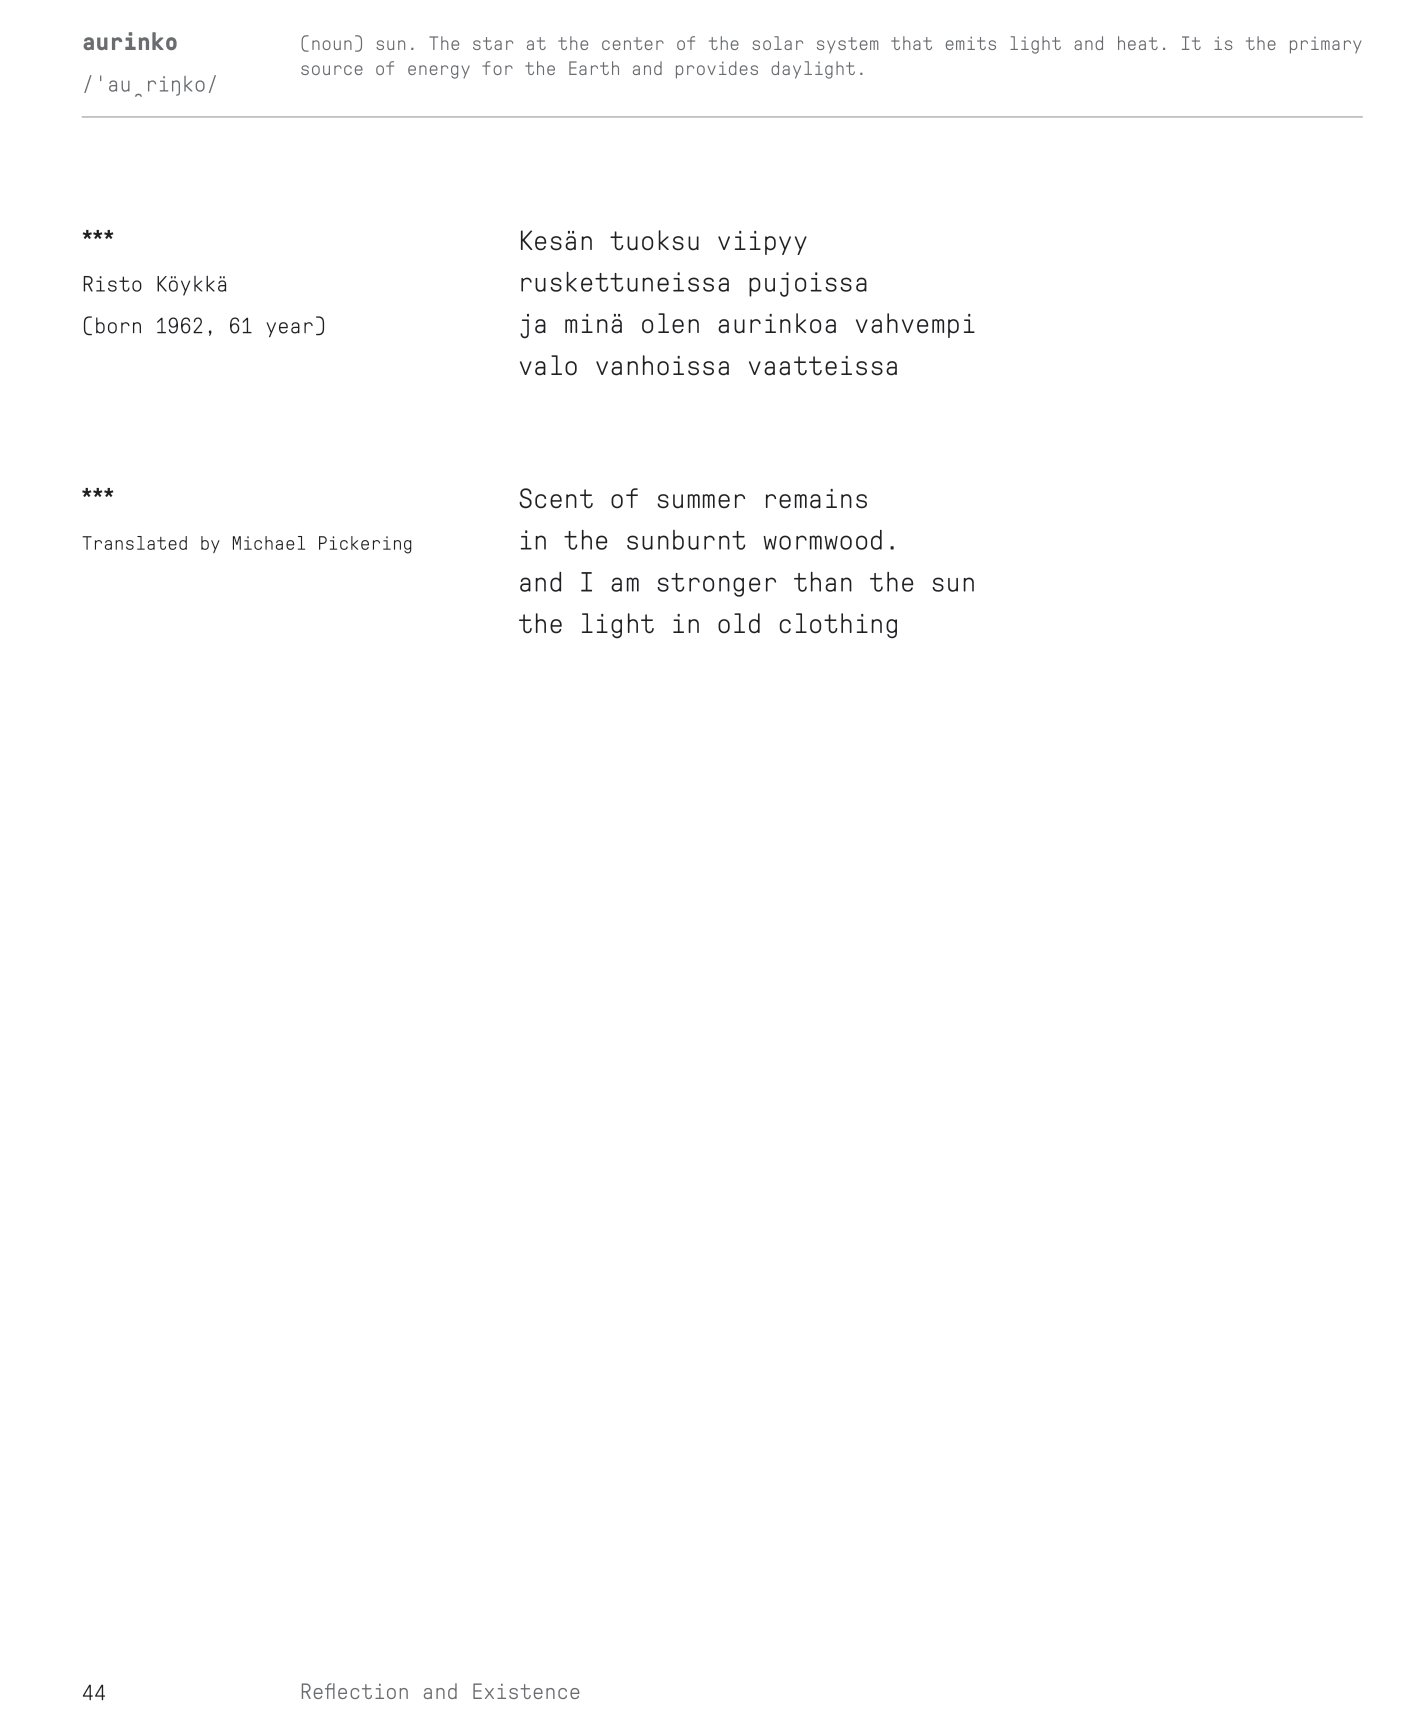 aurinko
/ˈau̯riŋko/
(noun) sun. The star at the center of the solar system that emits light and heat. It is the primary
source of energy for the Earth and provides daylight.
***
Risto Köykkä
(born 1962, 61 year)
Kesän tuoksu viipyy
ruskettuneissa pujoissa
ja minä olen aurinkoa vahvempi
valo vanhoissa vaatteissa
***
Translated by Michael Pickering
Scent of summer remains
in the sunburnt wormwood.
and I am stronger than the sun
the light in old clothing
44
Reflection and Existence